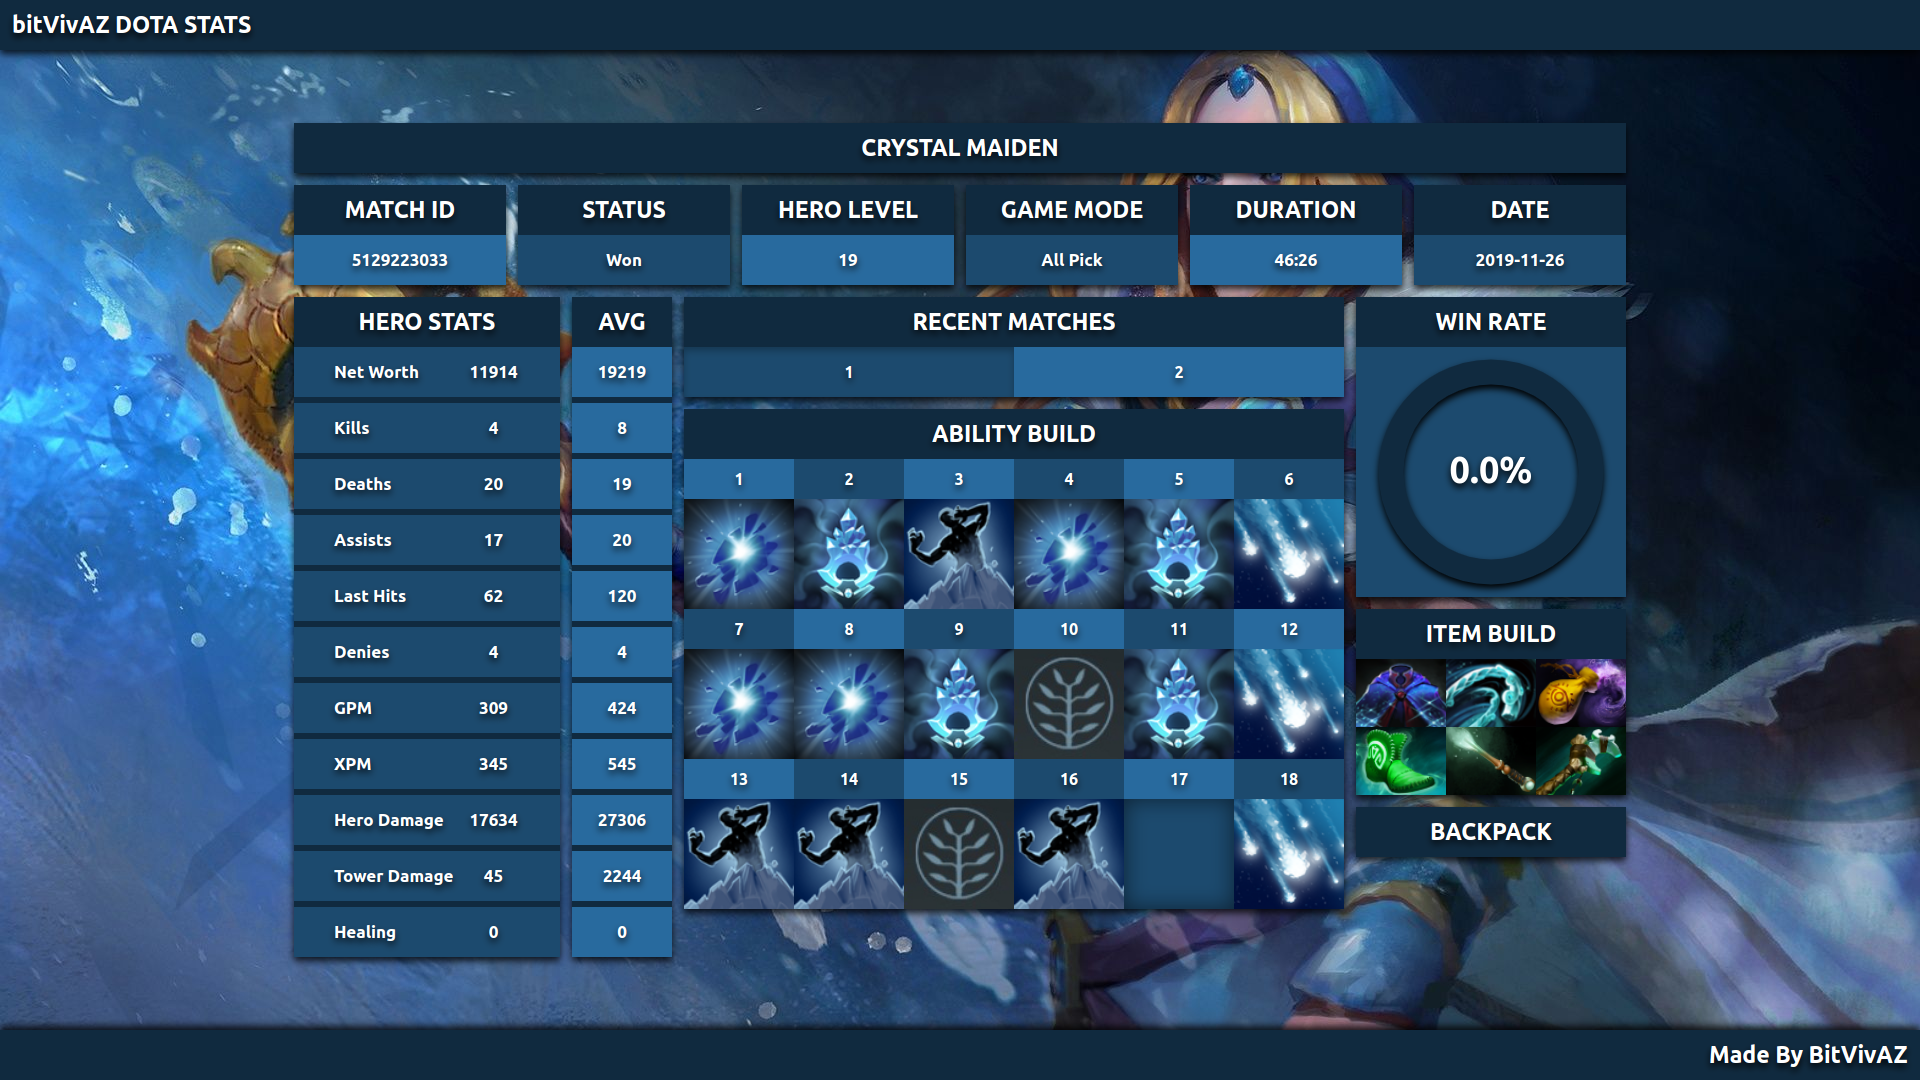 bitVivAZ DOTA STATS
CRYSTAL MAIDEN
MATCH ID STATUS HERO LEVEL GAME MODE DURATION DATE
5129223033 Won 19 All Pick 46:26 2019-11-26
HERO STATS AVG
Net Worth 11914 19219
Kills 4 8
Deaths 20 19
Assists 17 20
Last Hits 62 120
Denies 4 4
GPM 309 424
XPM 345 545
Hero Damage 17634 27306
Tower Damage 45 2244
Healing 0 0
RECENT MATCHES
1 2
ABILITY BUILD
1 2 3 4 5 6
7 8 9 10 11 12
13 14 15 16 17 18
WIN RATE
0.0%
ITEM BUILD
BACKPACK
Made By BitVivAZ